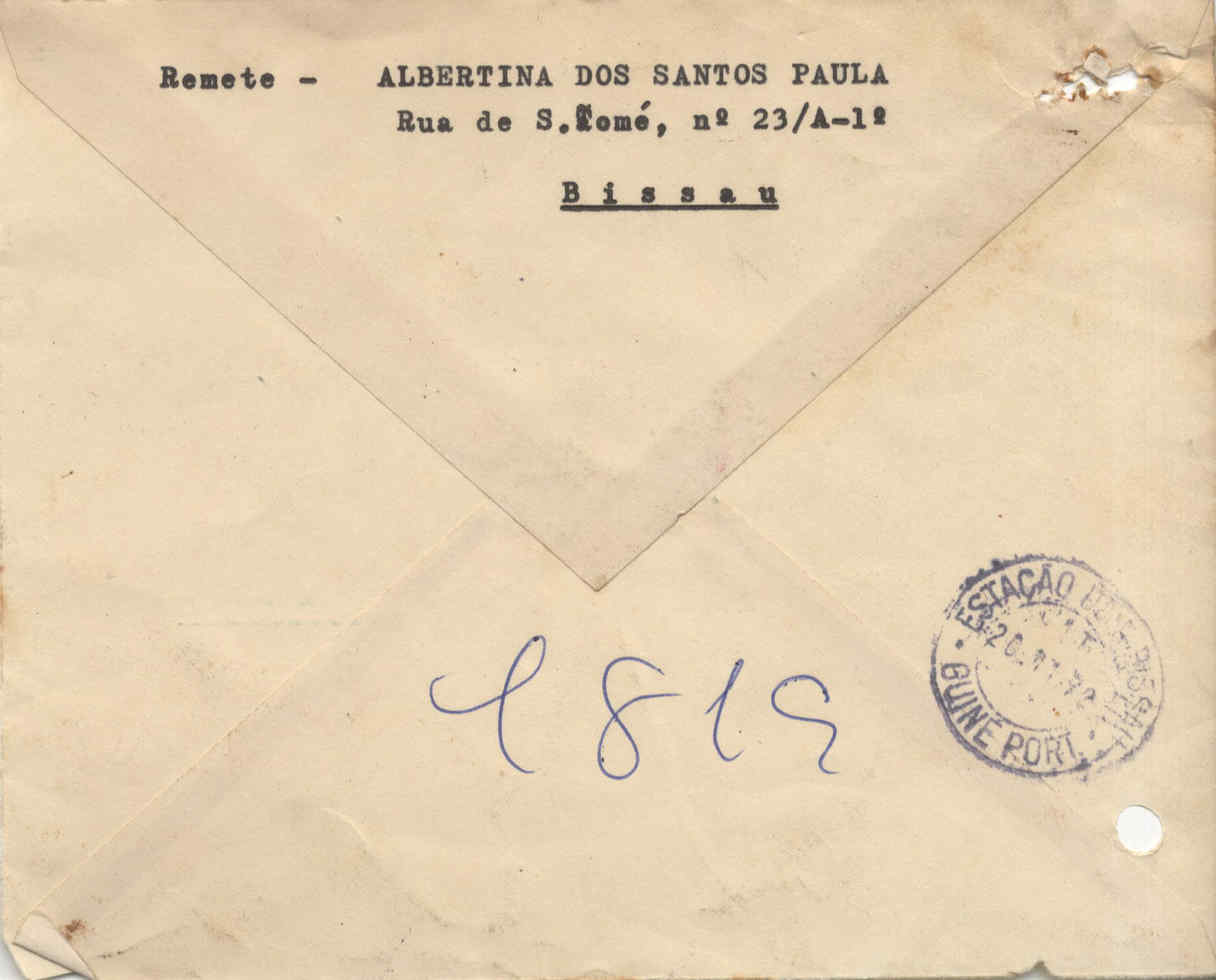 Remete - ALBERTINA DOS SANTOS PAULA
Rua de S.Tomé, nº 23/A-1º
Bissau
1819
ESTAÇÃO
GUINÉ PORT.